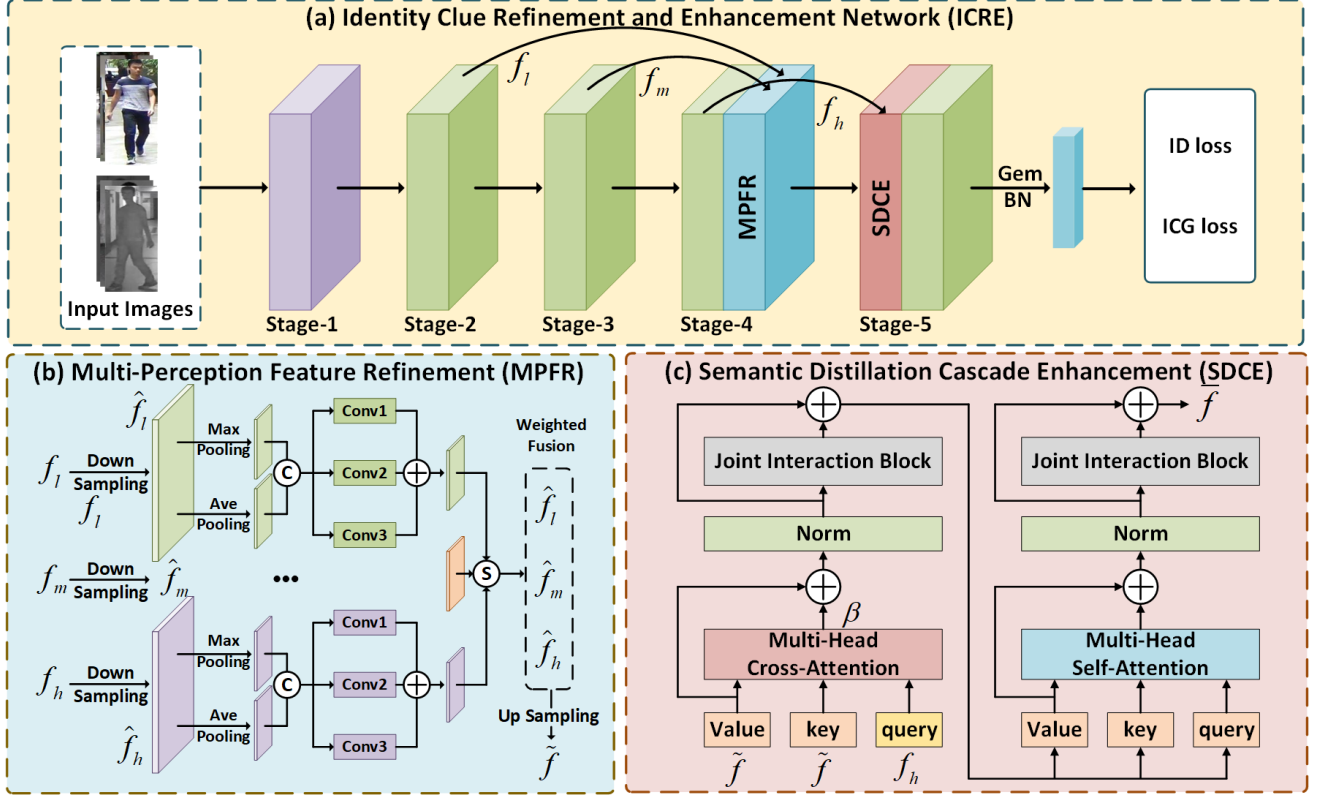 (a) Identity Clue Refinement and Enhancement Network (ICRE)
f_l
f_m
f_h
MPFR
SDCE
Gem
BN
ID loss
ICG loss
Input Images
Stage-1
Stage-2
Stage-3
Stage-4
Stage-5
(b) Multi-Perception Feature Refinement (MPFR)
f̂_l
Max
Pooling
Conv1
Weighted
Fusion
f_l
Down
Sampling
C
Conv2
f̂_l
f_l
Ave
Pooling
Conv3
f_m
Down
Sampling
f̂_m
•••
S
f̂_m
Max
Pooling
Conv1
f̂_h
f_h
Down
Sampling
C
Conv2
Ave
Pooling
Up Sampling
f̂_h
Conv3
f̃
(c) Semantic Distillation Cascade Enhancement (SDCE)
Joint Interaction Block
Norm
β
Multi-Head
Cross-Attention
Value
key
query
f̃
f̃
f_h
f̅
Joint Interaction Block
Norm
Multi-Head
Self-Attention
Value
key
query